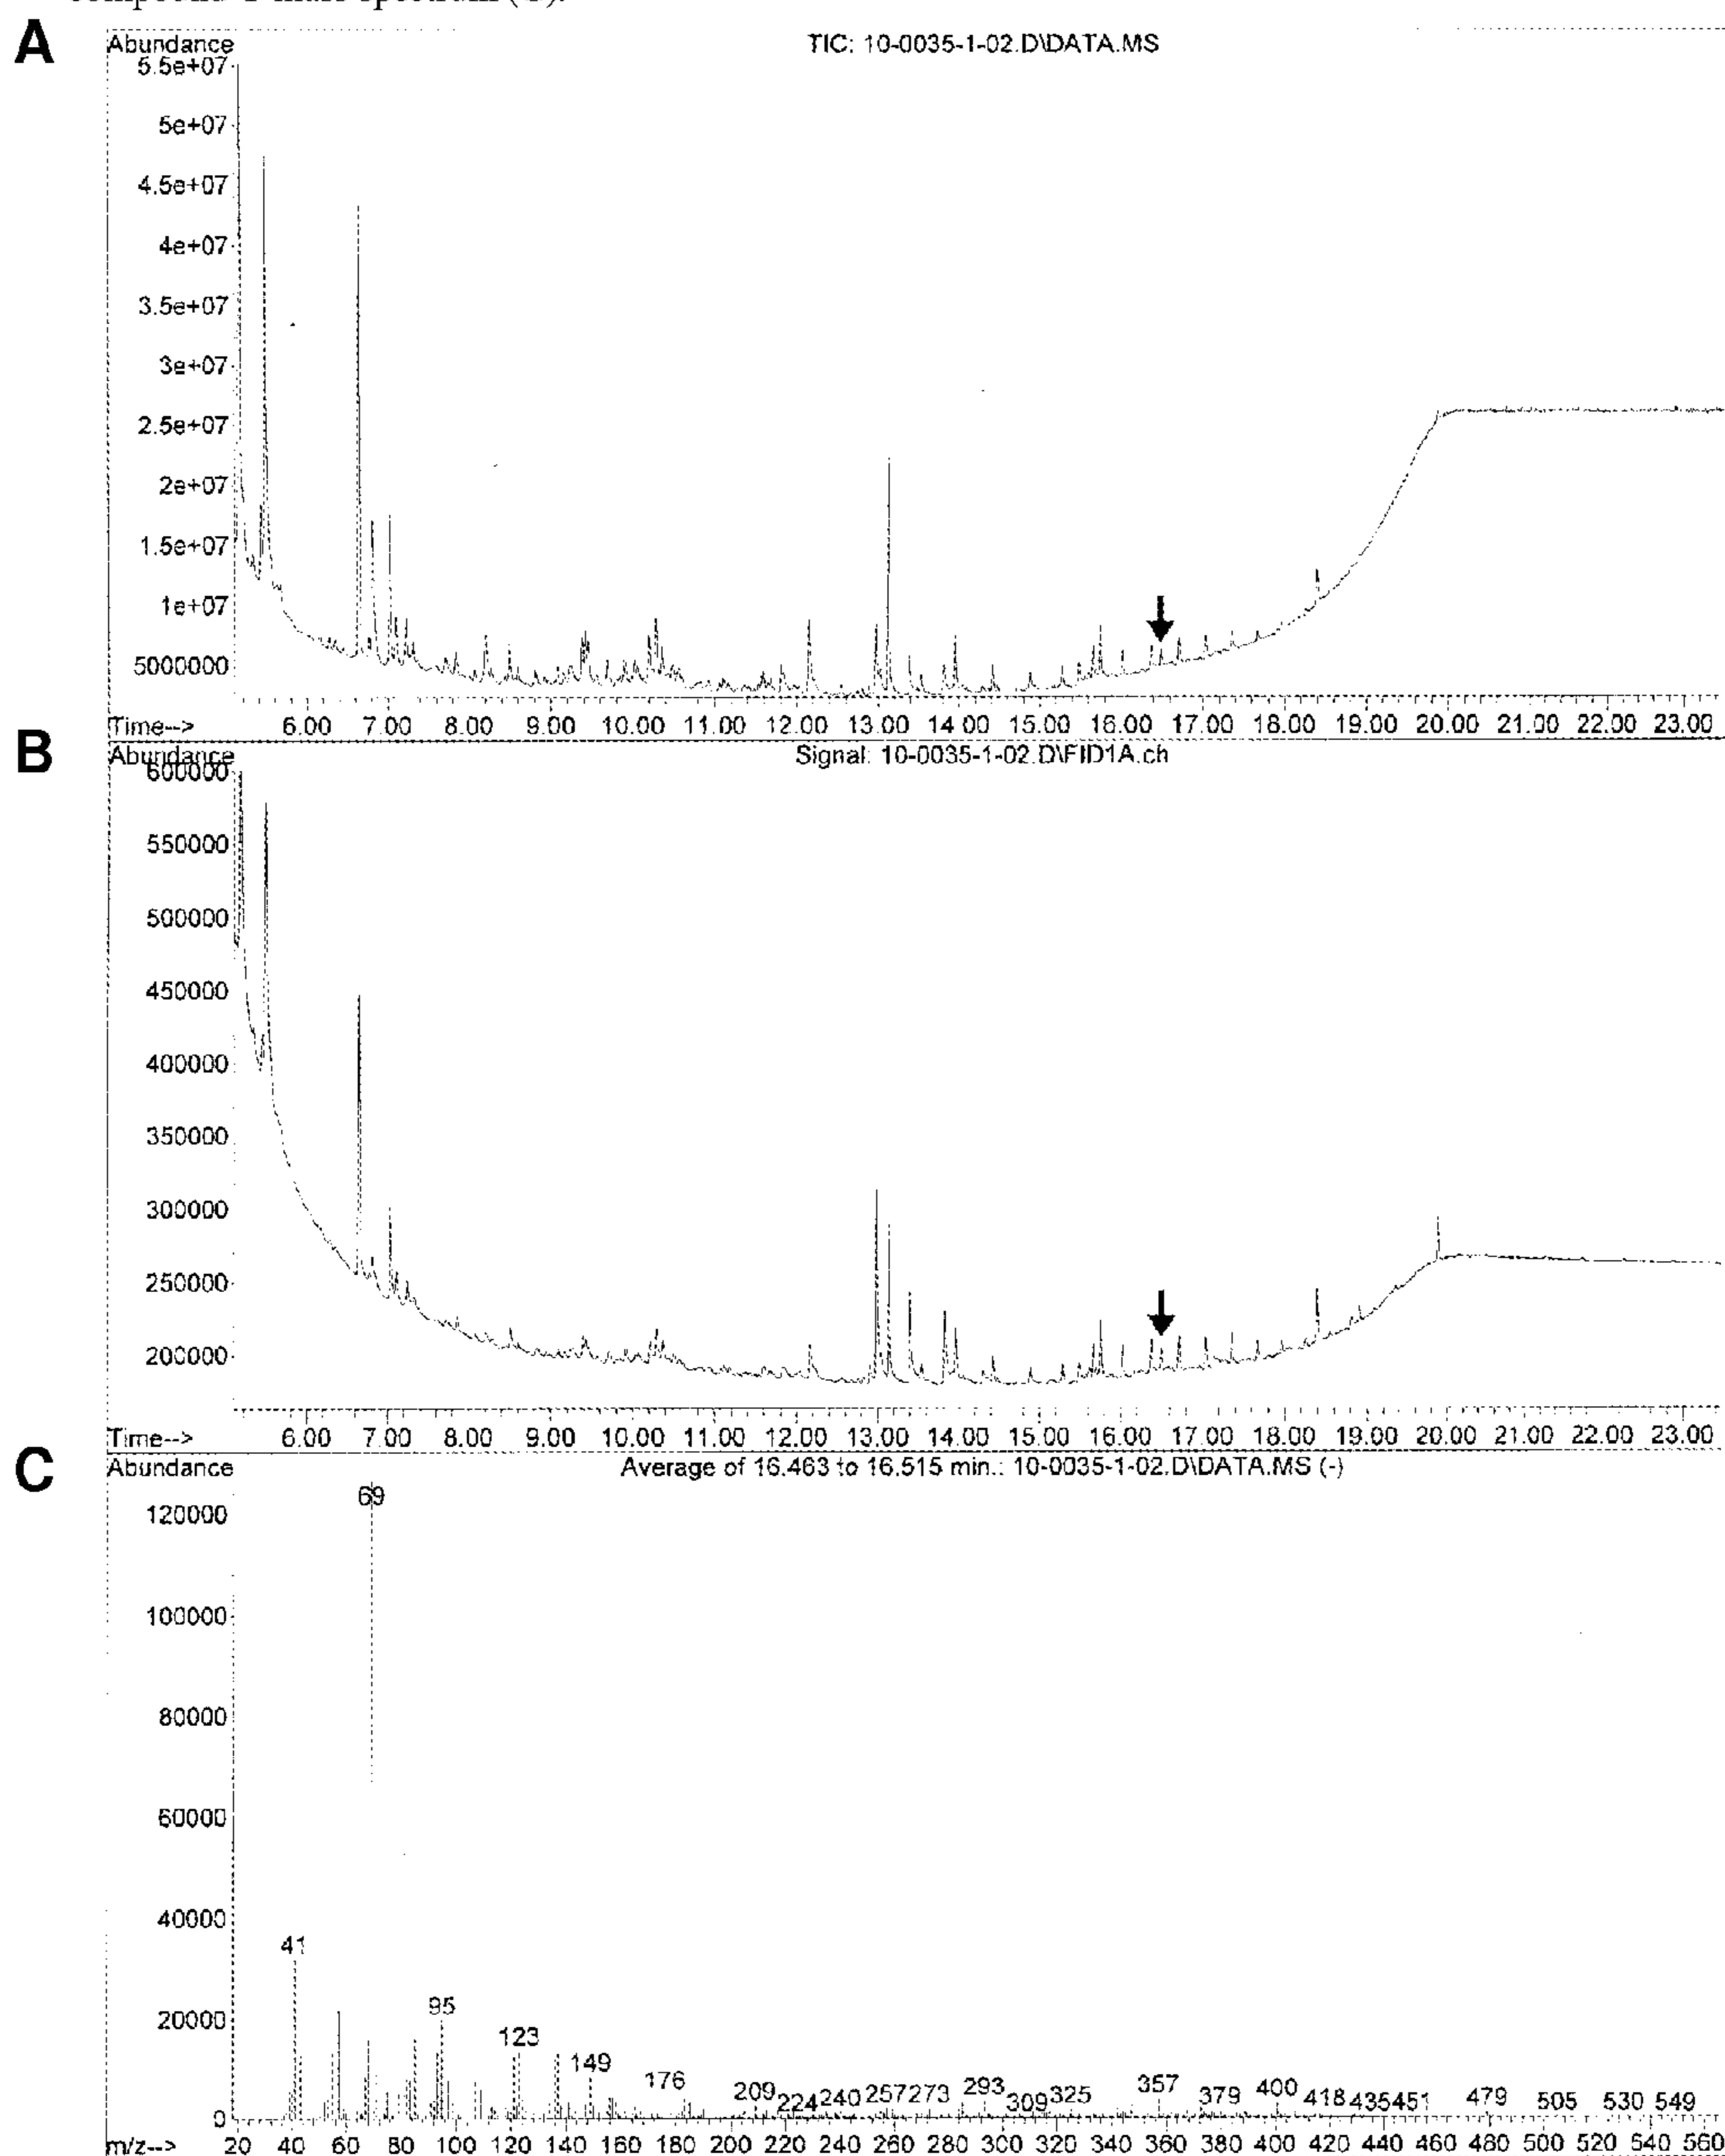 A
Abundance
TIC: 10-0035-1-02.D\DATA.MS
5.5e+07
5e+07
4.5e+07
4e+07
3.5e+07
3e+07
2.5e+07
2e+07
1.5e+07
1e+07
5000000
Time--> 6.00 7.00 8.00 9.00 10.00 11.00 12.00 13.00 14.00 15.00 16.00 17.00 18.00 19.00 20.00 21.00 22.00 23.00
B
Abundance
Signal: 10-0035-1-02.D\FID1A.ch
600000
550000
500000
450000
400000
350000
300000
250000
200000
Time--> 6.00 7.00 8.00 9.00 10.00 11.00 12.00 13.00 14.00 15.00 16.00 17.00 18.00 19.00 20.00 21.00 22.00 23.00
C
Abundance
Average of 16.463 to 16.515 min.: 10-0035-1-02.D\DATA.MS (-)
69
120000
100000
80000
60000
40000
41
20000
95
123
149
176 209 224 240 257 273 293 309 325 357 379 400 418 435 451 479 505 530 549
0
m/z--> 20 40 60 80 100 120 140 160 180 200 220 240 260 280 300 320 340 360 380 400 420 440 460 480 500 520 540 560